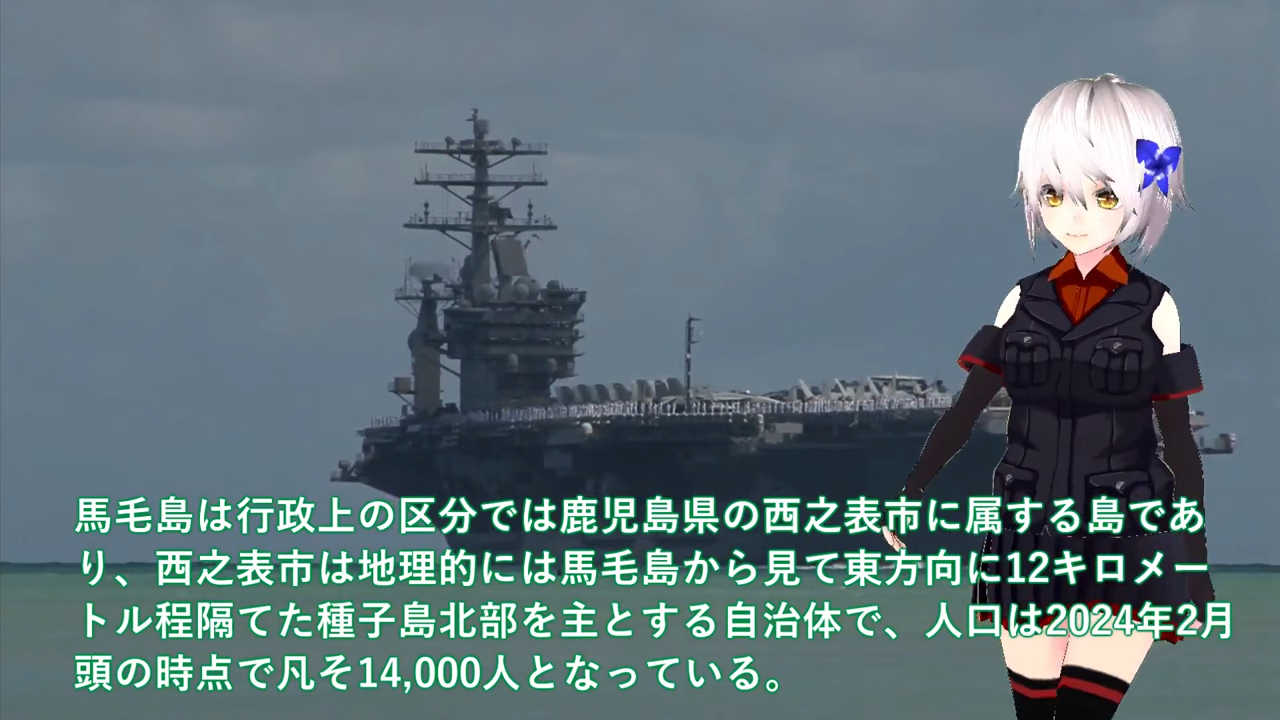 馬毛島は行政上の区分では鹿児島県の西之表市に属する島であ
り、西之表市は地理的には馬毛島から見て東方向に12キロメー
トル程隔てた種子島北部を主とする自治体で、人口は2024年2月
頭の時点で凡そ14,000人となっている。